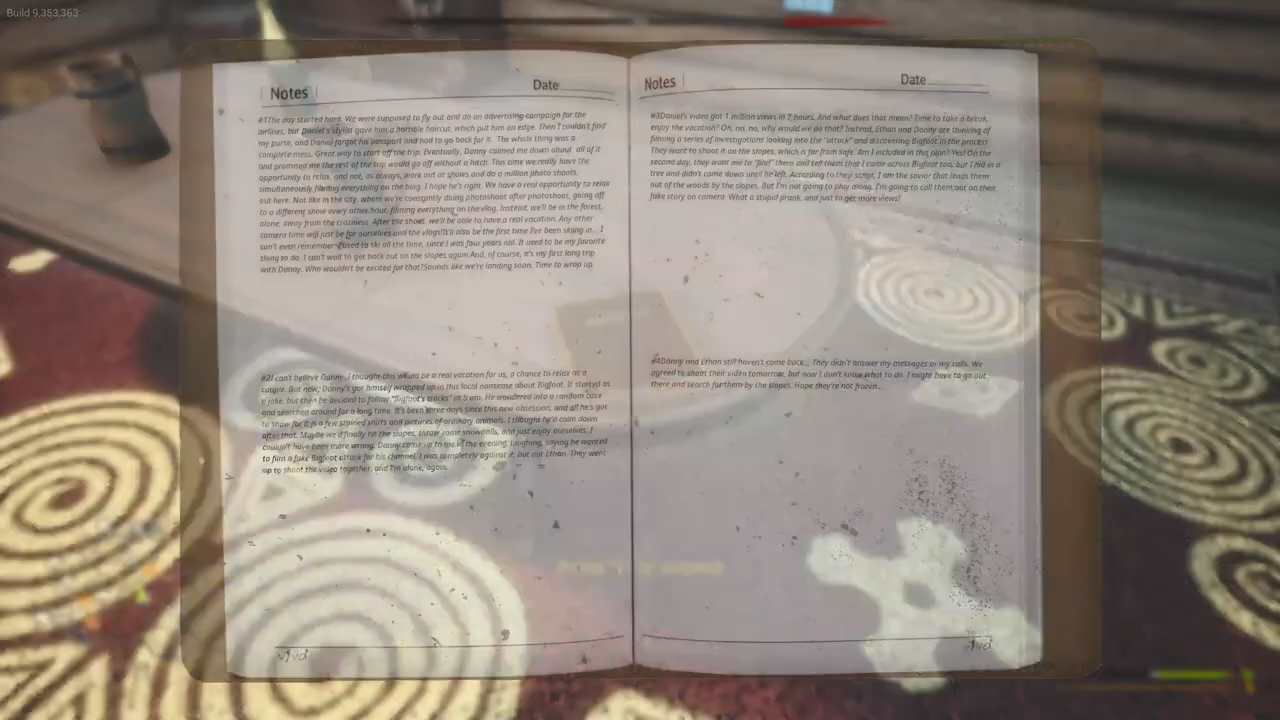 Build 9,353,363
Notes
Date
#1The day started hard. We were supposed to fly out and do an advertising campaign for the
airlines, but Daniel's stylist gave him a horrible haircut, which put him on edge. Then I couldn't find
my purse, and Daniel forgot his passport and had to go back for it. The whole thing was a
complete mess. Great way to start off the trip. Eventually, Danny calmed me down about all of it
and promised me the rest of the trip would go off without a hitch. This time we really have the
opportunity to relax, and not, as always, work out at shows and do a million photo shoots,
simultaneously filming everything on the blog. I hope he's right. We have a real opportunity to relax
out here. Not like in the city, where we're constantly doing photoshoot after photoshoot, going off
to a different show every other hour, filming everything on the vlog. Instead, we'll be in the forest,
alone, away from the craziness. After the shoot, we'll be able to have a real vacation. Any other
camera time will just be for ourselves and the vlogs!It's also be the first time I've been skiing in... I
can't even remember. I used to ski all the time, since I was four years old. It used to be my favorite
thing to do. I can't wait to get back out on the slopes again.And, of course, it's my first long trip
with Danny. Who wouldn't be excited for that?Sounds like we're landing soon. Time to wrap up.
#2I can't believe Danny. I thought this would be a real vacation for us, a chance to relax as a
couple. But now, Danny's got himself wrapped up in this local nonsense about Bigfoot. It started as
a joke, but then he decided to follow "Bigfoot's tracks" at 5 am. He wandered into a random cave
and searched around for a long time. It's been three days since this new obsession, and all he's got
to show for it is a few stained shirts and pictures of ordinary animals. I thought he'd calm down
after that. Maybe we'd finally hit the slopes, throw some snowballs, and just enjoy ourselves. I
couldn't have been more wrong. Danny came up to me in the evening, laughing, saying he wanted
to film a fake Bigfoot attack for his channel. I was completely against it, but not Ethan. They went
up to shoot the video together, and I'm alone, again.
Notes
Date
#3Daniel's video got 1 million views in 7 hours. And what does that mean? Time to take a break,
enjoy the vacation? Oh, no, no, why would we do that? Instead, Ethan and Danny are thinking of
filming a series of investigations looking into the "attack" and discovering Bigfoot in the process.
They want to shoot it on the slopes, which is far from safe. Am I included in this plan? Yes! On the
second day, they want me to "find" them and tell them that I came across Bigfoot too, but I hid in a
tree and didn't come down until he left. According to they script, I am the savior that leads them
out of the woods by the slopes. But I'm not going to play along. I'm going to call them out on their
fake story on camera. What a stupid prank, and just to get more views!
#4Danny and Ethan still haven't come back... They didn't answer my messages or my calls. We
agreed to shoot their video tomorrow, but now I don't know what to do. I might have to go out
there and search for them by the slopes. Hope they're not frozen...